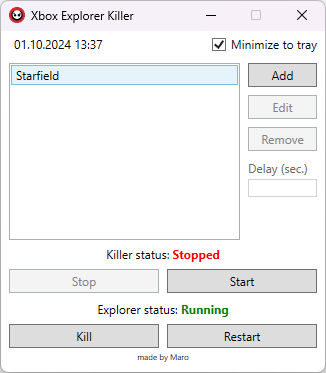 Xbox Explorer Killer
01.10.2024 13:37
Minimize to tray
Starfield
Add
Edit
Remove
Delay (sec.)
Killer status: Stopped
Stop
Start
Explorer status: Running
Kill
Restart
made by Maro